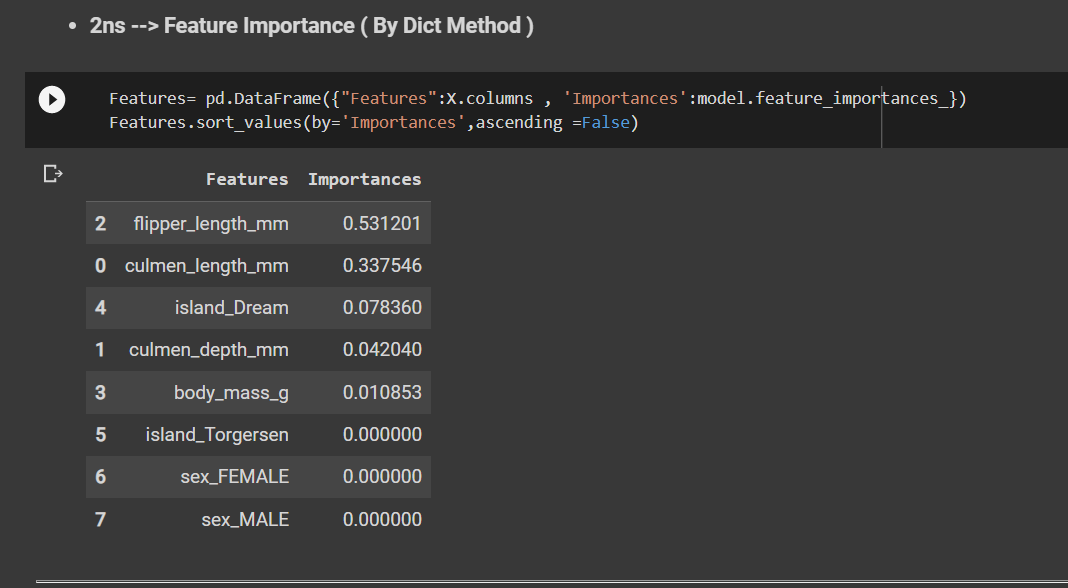 2ns --> Feature Importance ( By Dict Method )
Features= pd.DataFrame({"Features":X.columns , 'Importances':model.feature_importances_})
Features.sort_values(by='Importances',ascending =False)
Features Importances
2 flipper_length_mm 0.531201
0 culmen_length_mm 0.337546
4 island_Dream 0.078360
1 culmen_depth_mm 0.042040
3 body_mass_g 0.010853
5 island_Torgersen 0.000000
6 sex_FEMALE 0.000000
7 sex_MALE 0.000000